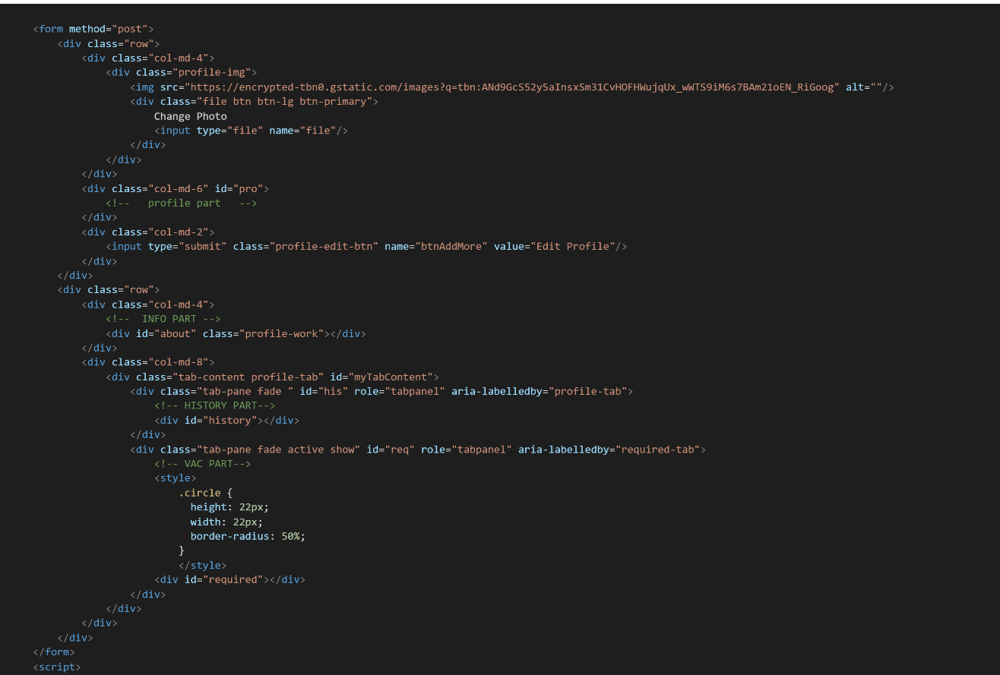 <form method="post">
<div class="row">
<div class="col-md-4">
<div class="profile-img">
<img src="https://encrypted-tbn0.gstatic.com/images?q=tbn:ANd9GcS52y5aInsxSm31CvHOFHWujqUx_wWTS9iM6s7BAm21oEN_RiGoog" alt=""/>
<div class="file btn btn-lg btn-primary">
Change Photo
<input type="file" name="file"/>
</div>
</div>
</div>
<div class="col-md-6" id="pro">
<!--   profile part   -->
</div>
<div class="col-md-2">
<input type="submit" class="profile-edit-btn" name="btnAddMore" value="Edit Profile"/>
</div>
</div>
<div class="row">
<div class="col-md-4">
<!--  INFO PART -->
<div id="about" class="profile-work"></div>
</div>
<div class="col-md-8">
<div class="tab-content profile-tab" id="myTabContent">
<div class="tab-pane fade " id="his" role="tabpanel" aria-labelledby="profile-tab">
<!-- HISTORY PART-->
<div id="history"></div>
</div>
<div class="tab-pane fade active show" id="req" role="tabpanel" aria-labelledby="required-tab">
<!-- VAC PART-->
<style>
.circle {
height: 22px;
width: 22px;
border-radius: 50%;
}
</style>
<div id="required"></div>
</div>
</div>
</div>
</div>
</form>
<script>